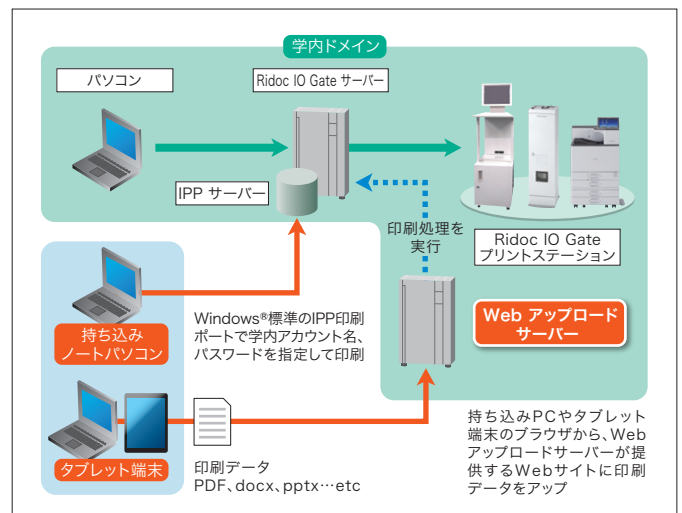 学内ドメイン
パソコン
Ridoc IO Gate サーバー
IPP サーバー
印刷処理を
実行
Ridoc IO Gate
プリントステーション
持ち込み
ノートパソコン
Windows®標準のIPP印刷
ポートで学内アカウント名、
パスワードを指定して印刷
Web アップロード
サーバー
タブレット端末
印刷データ
PDF、docx、pptx…etc
持ち込みPCやタブレット
端末のブラウザから、Web
アップロードサーバーが提
供するWebサイトに印刷
データをアップ